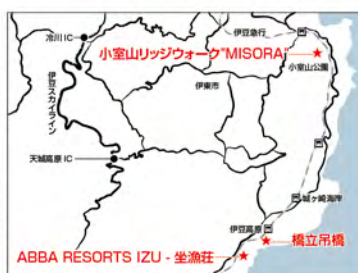 冷川IC
伊豆急行
小室山リッジウォーク"MISORA"
小室山公園
伊豆スカイライン
伊東市
天城高原IC
城ヶ崎海岸
伊豆高原
橋立吊橋
ABBA RESORTS IZU - 坐漁荘